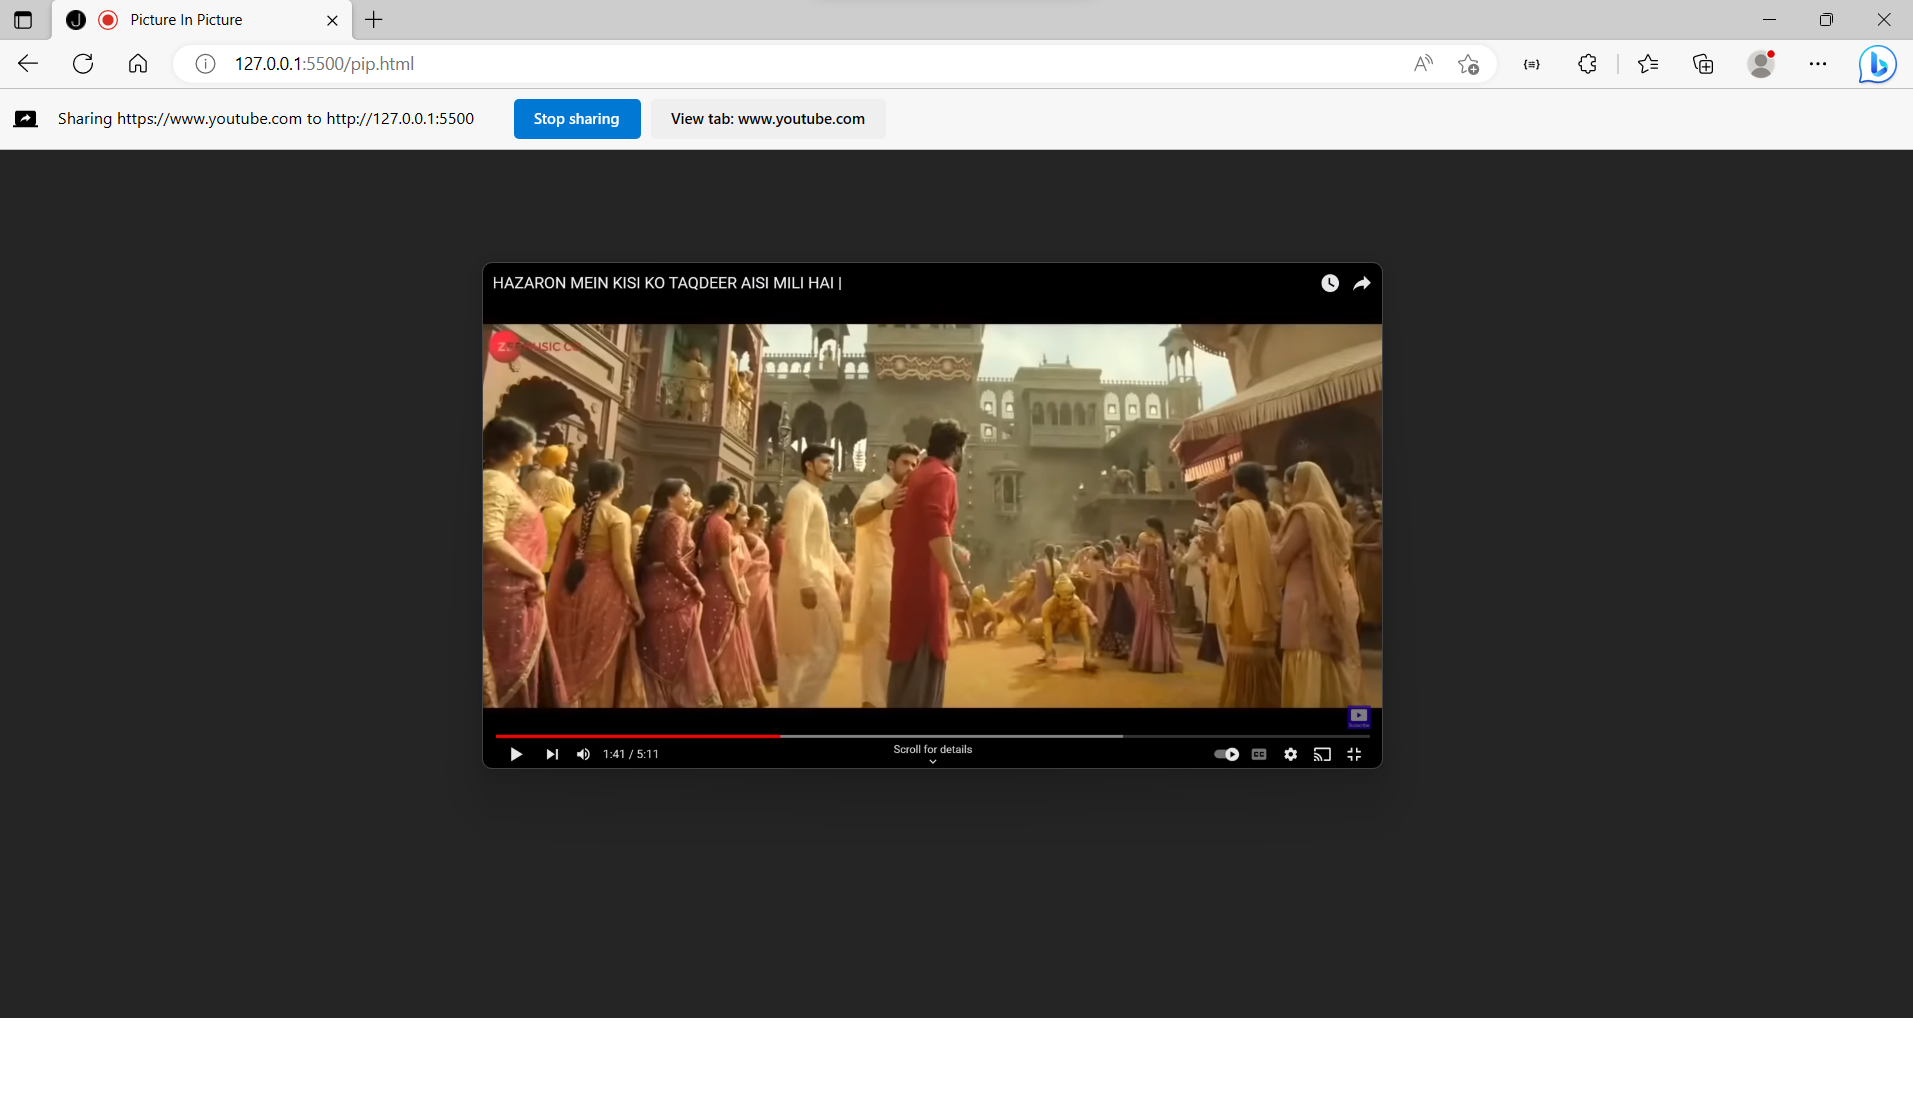 Picture In Picture
127.0.0.1:5500/pip.html
Sharing https://www.youtube.com to http://127.0.0.1:5500
Stop sharing
View tab: www.youtube.com
HAZARON MEIN KISI KO TAQDEER AISI MILI HAI |
ZEE MUSIC CO.
1:41 / 5:11
Scroll for details
CC